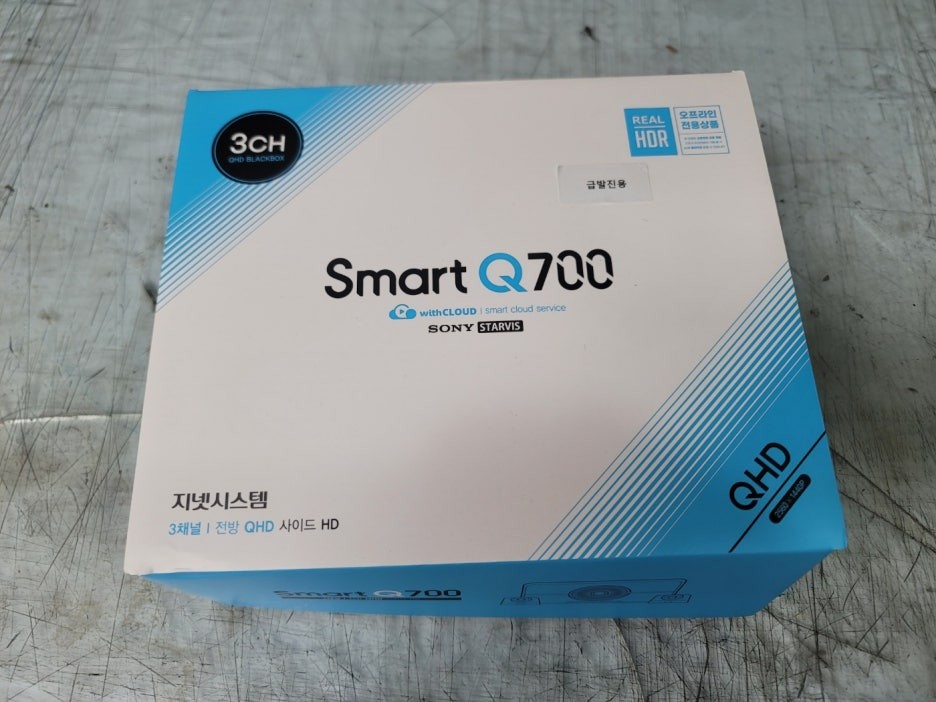 3CH
QHD BLACKBOX
REAL
HDR
오프라인
전용상품
급발진용
Smart Q700
withCLOUD | smart cloud service
SONY STARVIS
QHD
2560 x 1440P
지넷시스템
3채널 | 전방 QHD 사이드 HD
Smart Q700